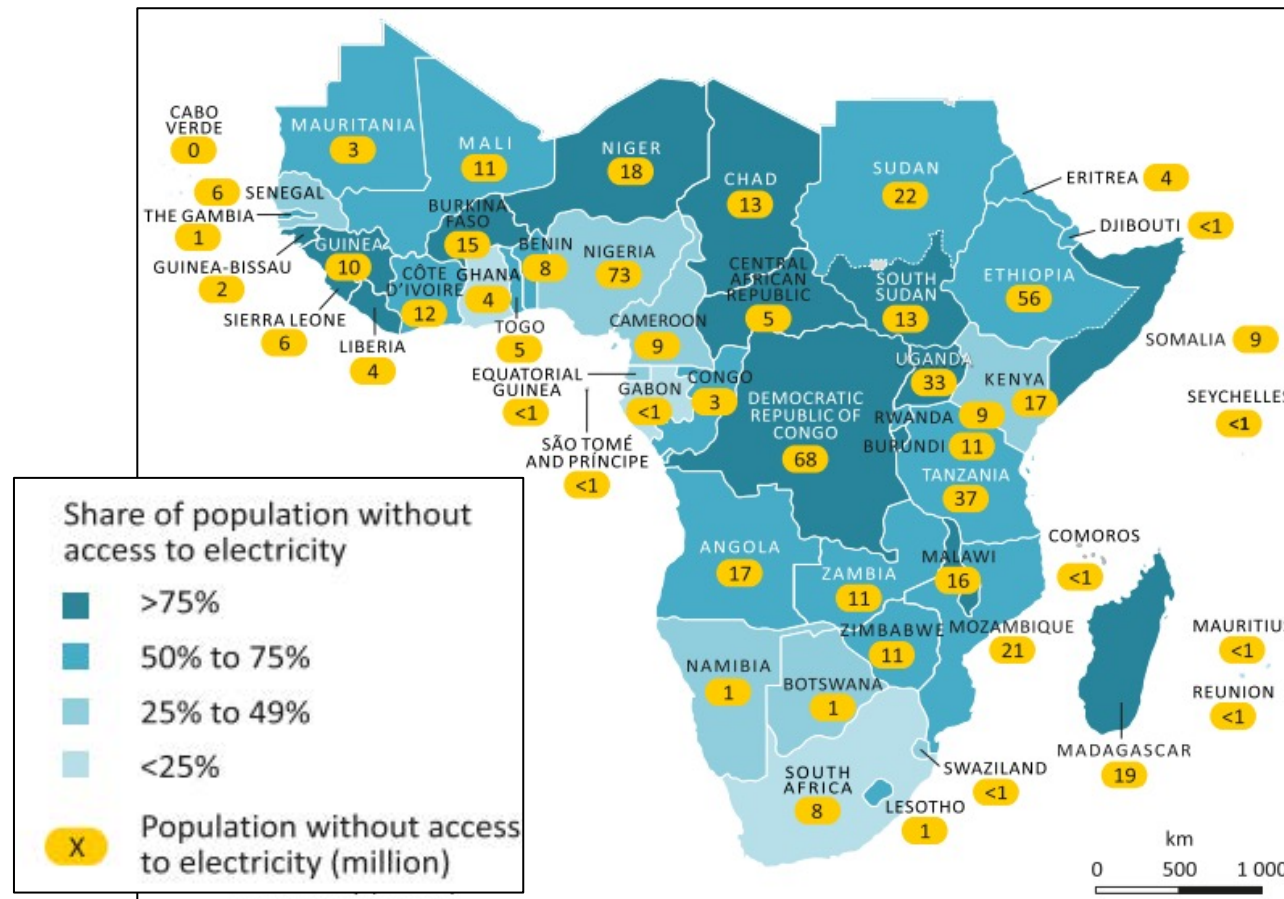 CABO
VERDE
0
MAURITANIA
3
MALI
11
NIGER
18
CHAD
13
SUDAN
22
ERITREA 4
6 SENEGAL
THE GAMBIA
1
DJIBOUTI <1
GUINEA-BISSAU
2
GUINEA
10
BURKINA
FASO
15
BENIN
8
NIGERIA
73
CÔTE
D'IVOIRE
12
GHANA
4
CENTRAL
AFRICAN
REPUBLIC
5
SOUTH
SUDAN
13
ETHIOPIA
56
SIERRA LEONE
6
LIBERIA
4
TOGO
5
CAMEROON
9
SOMALIA 9
EQUATORIAL
GUINEA
<1
GABON
<1
CONGO
3
DEMOCRATIC
REPUBLIC OF
CONGO
68
UGANDA
33
KENYA
17
SEYCHELLES
<1
RWANDA 9
BURUNDI 11
SÃO TOMÉ
AND PRÍNCIPE
<1
TANZANIA
37
ANGOLA
17
ZAMBIA
11
MALAWI
16
COMOROS
<1
ZIMBABWE
11
MOZAMBIQUE
21
MAURITIUS
<1
NAMIBIA
1
BOTSWANA
1
REUNION
<1
MADAGASCAR
19
SOUTH
AFRICA
8
SWAZILAND
<1
LESOTHO
1
km
0 500 1 000
Share of population without
access to electricity
>75%
50% to 75%
25% to 49%
<25%
X Population without access
to electricity (million)